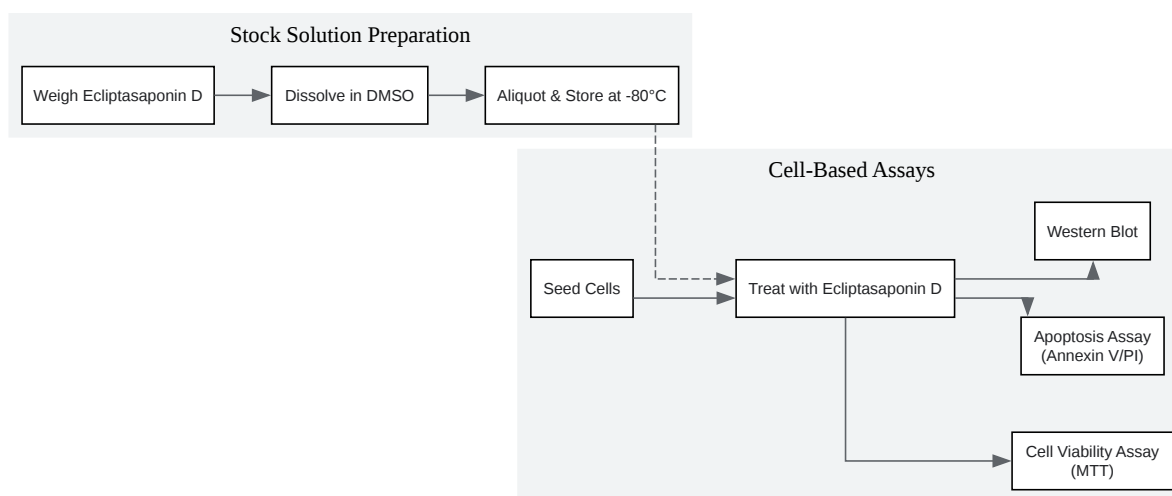 Stock Solution Preparation
Weigh Ecliptasaponin D
Dissolve in DMSO
Aliquot & Store at -80°C
Cell-Based Assays
Western Blot
Seed Cells
Treat with Ecliptasaponin D
Apoptosis Assay
(Annexin V/PI)
Cell Viability Assay
(MTT)